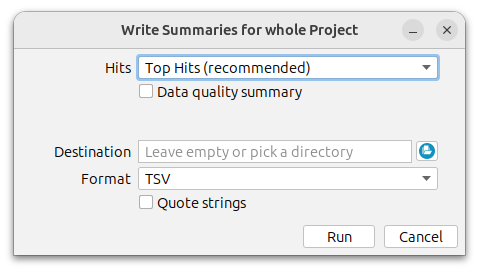 Write Summaries for whole Project
Hits Top Hits (recommended)
Data quality summary
Destination Leave empty or pick a directory
Format TSV
Quote strings
Run Cancel